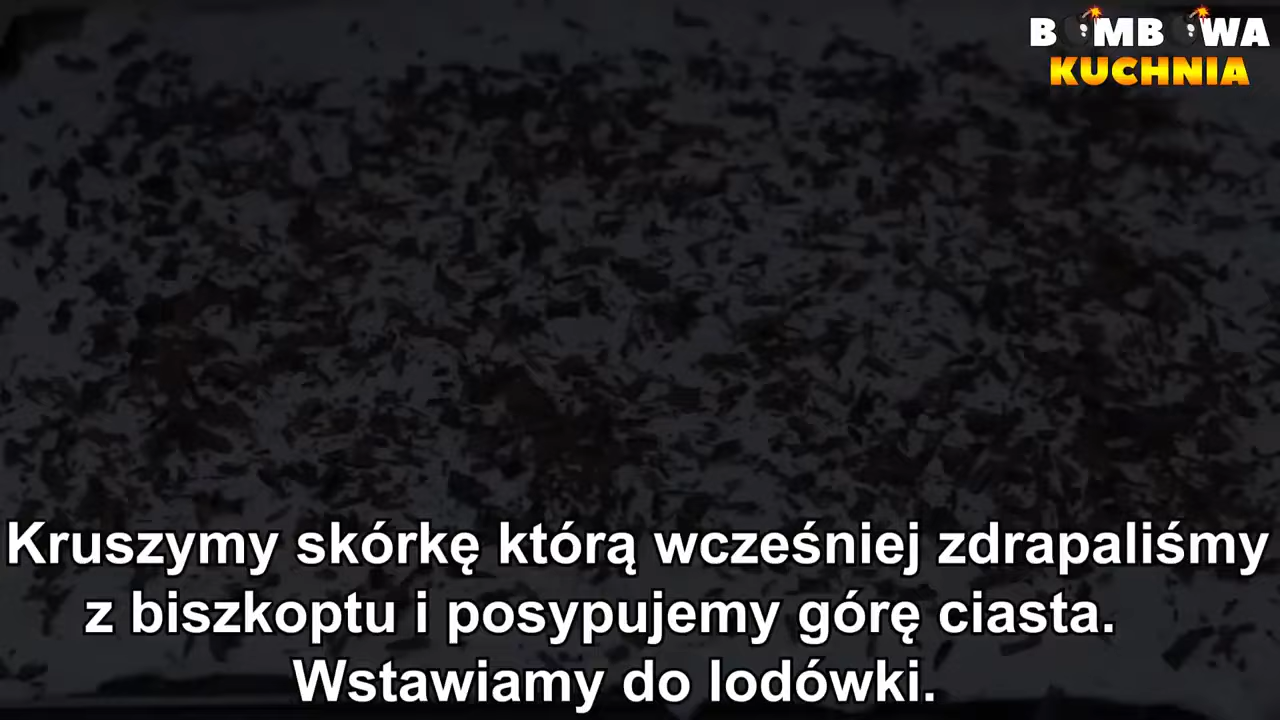 BOMBOWA
KUCHNIA
Kruszymy skórkę którą wcześniej zdrapaliśmy
z biszkoptu i posypujemy górę ciasta.
Wstawiamy do lodówki.